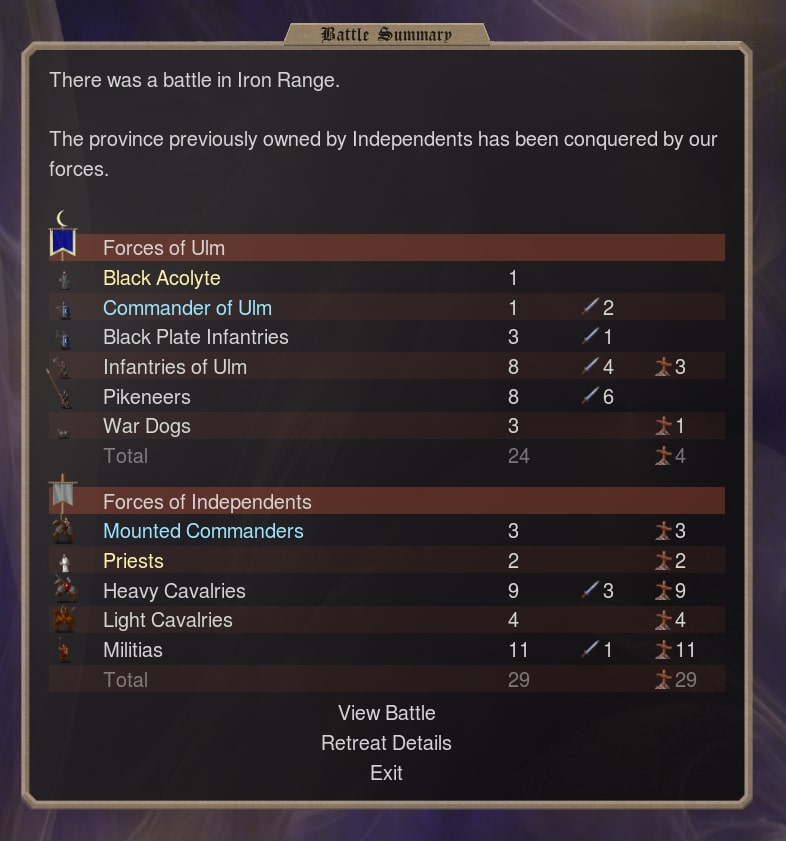 Battle Summary
There was a battle in Iron Range.
The province previously owned by Independents has been conquered by our
forces.
Forces of Ulm
Black Acolyte 1
Commander of Ulm 1 2
Black Plate Infantries 3 1
Infantries of Ulm 8 4 3
Pikeneers 8 6
War Dogs 3 1
Total 24 4
Forces of Independents
Mounted Commanders 3 3
Priests 2 2
Heavy Cavalries 9 3 9
Light Cavalries 4 4
Militias 11 1 11
Total 29 29
View Battle
Retreat Details
Exit